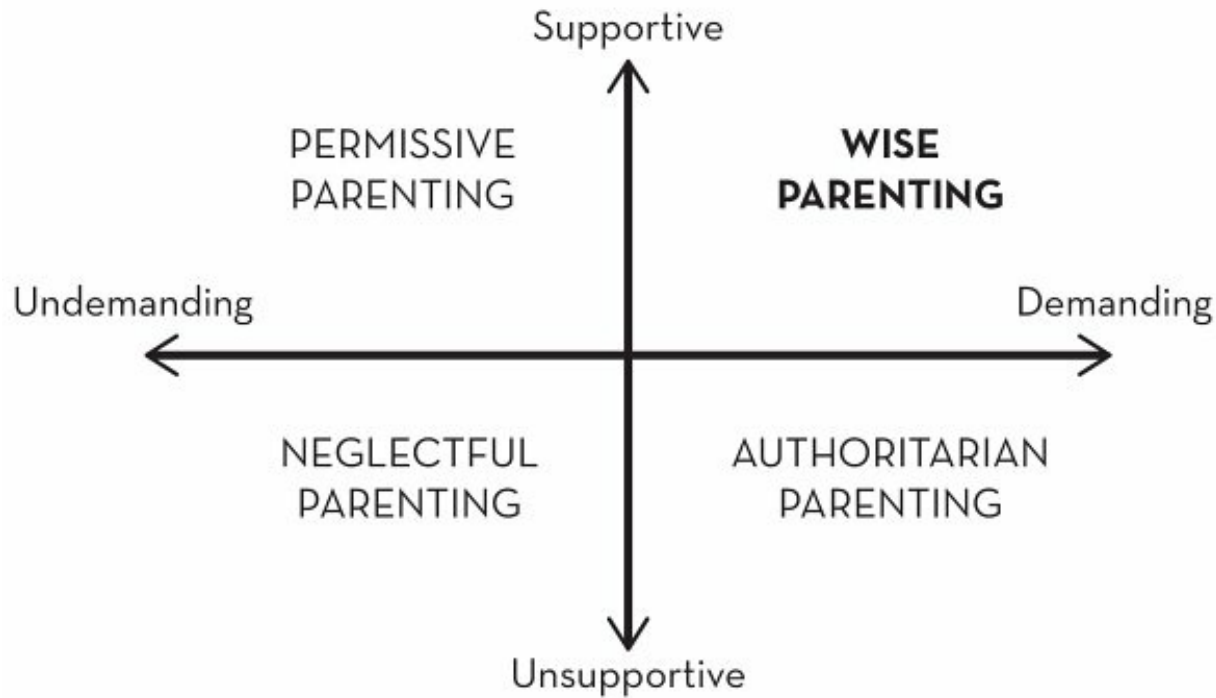 Supportive
PERMISSIVE
PARENTING
WISE
PARENTING
Undemanding
Demanding
NEGLECTFUL
PARENTING
AUTHORITARIAN
PARENTING
Unsupportive